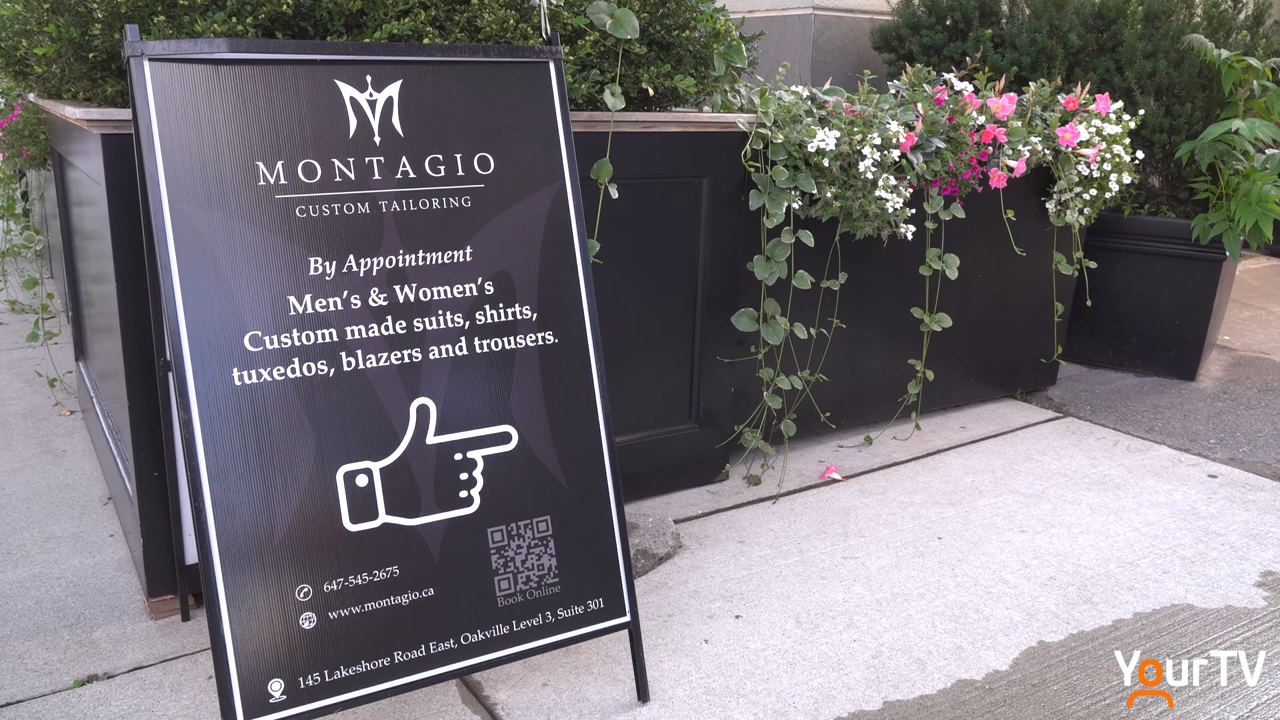 MONTAGIO
CUSTOM TAILORING
By Appointment
Men's & Women's
Custom made suits, shirts,
tuxedos, blazers and trousers.
647-545-2675
www.montagio.ca
Book Online
145 Lakeshore Road East, Oakville Level 3, Suite 301
YourTV